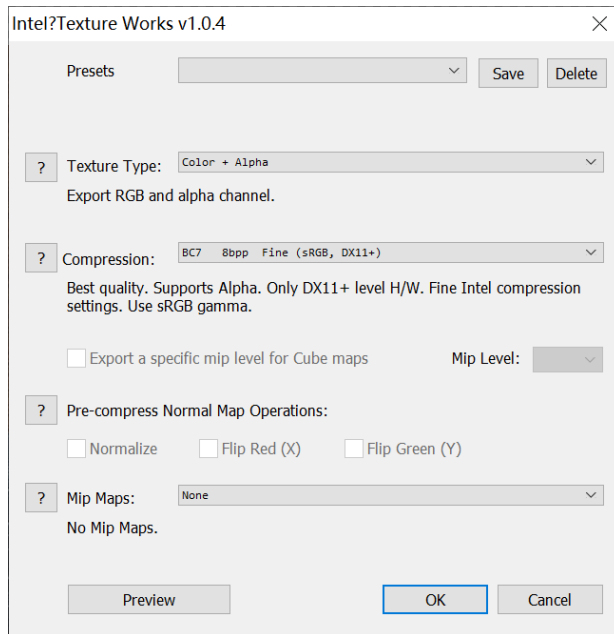 Intel?Texture Works v1.0.4
Presets
Save
Delete
? Texture Type: Color + Alpha
Export RGB and alpha channel.
? Compression: BC7 8bpp Fine (sRGB, DX11+)
Best quality. Supports Alpha. Only DX11+ level H/W. Fine Intel compression
settings. Use sRGB gamma.
Export a specific mip level for Cube maps Mip Level:
? Pre-compress Normal Map Operations:
Normalize Flip Red (X) Flip Green (Y)
? Mip Maps: None
No Mip Maps.
Preview OK Cancel